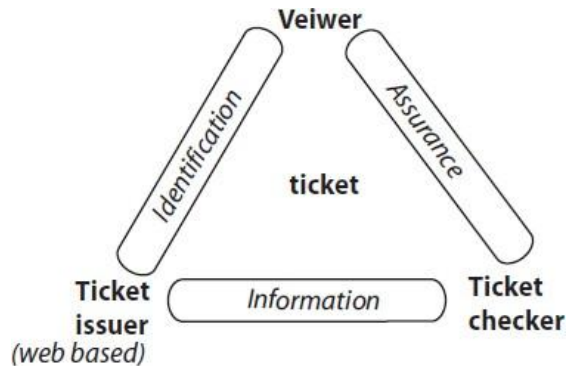 Veiwer
Identification
Assurance
ticket
Ticket
issuer
(web based)
Information
Ticket
checker